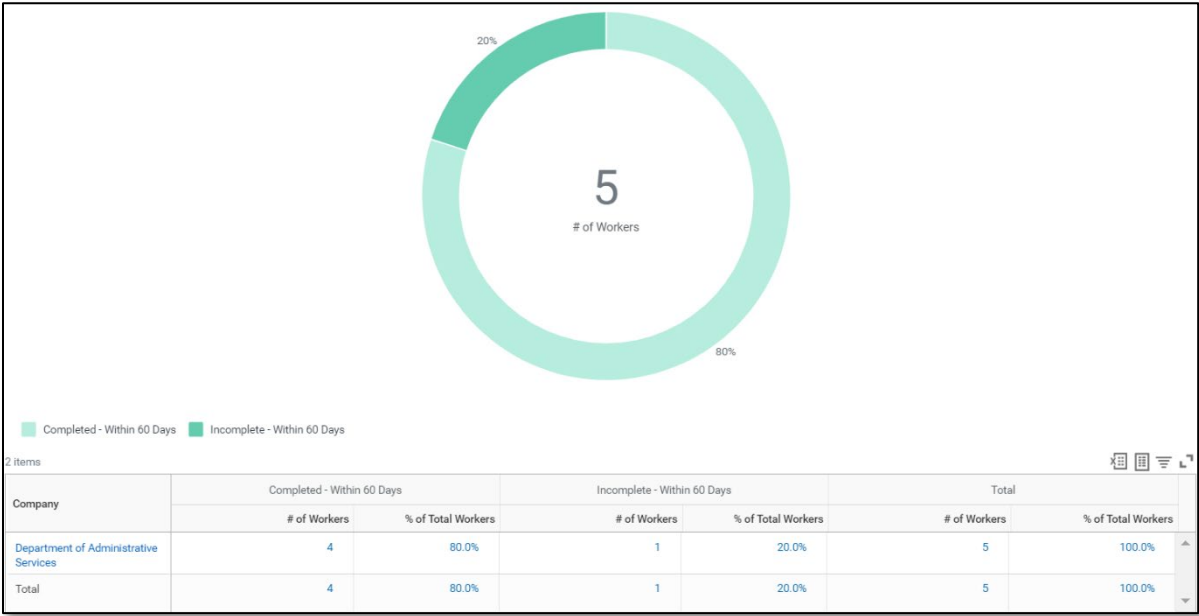 20%
5
# of Workers
80%
Completed - Within 60 Days Incomplete - Within 60 Days
2 items
Company Completed - Within 60 Days Incomplete - Within 60 Days Total
# of Workers % of Total Workers # of Workers % of Total Workers # of Workers % of Total Workers
Department of Administrative
Services 4 80.0% 1 20.0% 5 100.0%
Total 4 80.0% 1 20.0% 5 100.0%